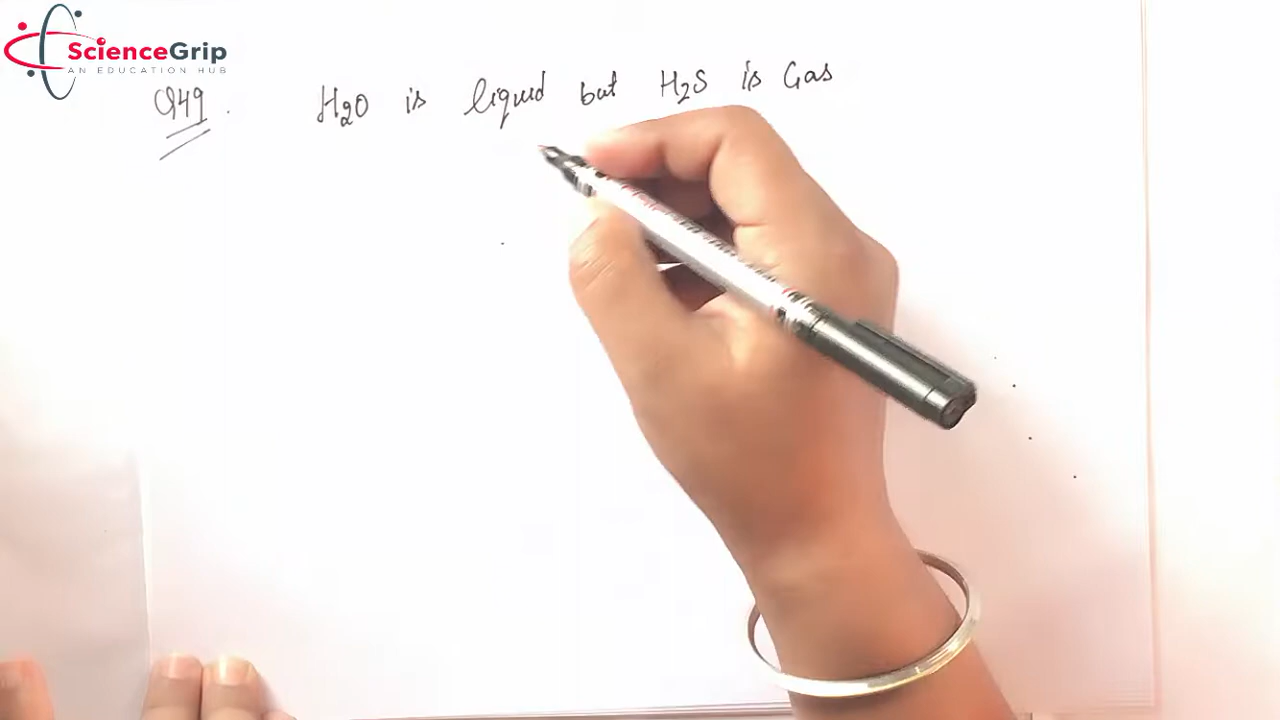 ScienceGrip
AN EDUCATION HUB
Q49. H2O is liquid but H2S is Gas